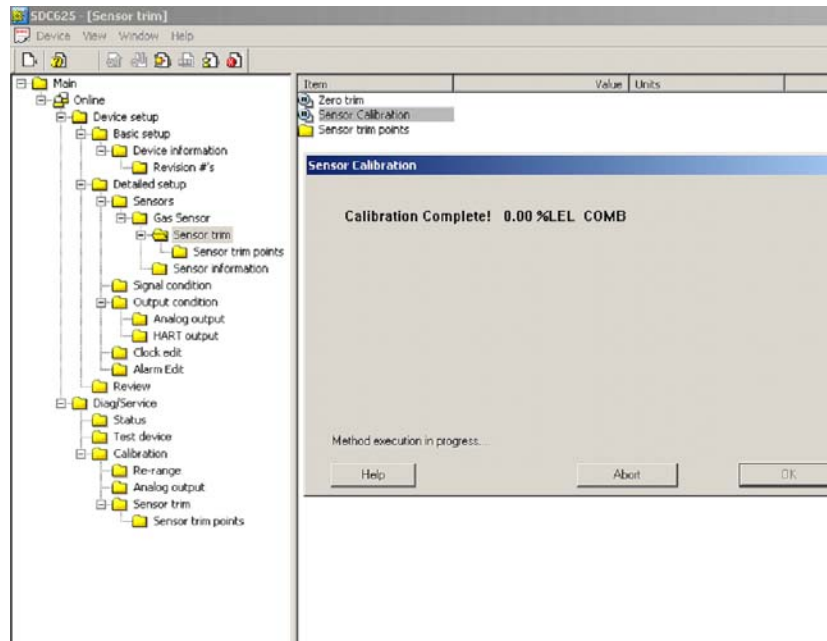 SDC625 - [Sensor trim]
Device View Window Help
Main
Online
Device setup
Basic setup
Device information
Revision #'s
Detailed setup
Sensors
Gas Sensor
Sensor trim
Sensor trim points
Sensor information
Signal condition
Output condition
Analog output
HART output
Clock edit
Alarm Edit
Review
Diag/Service
Status
Test device
Calibration
Re-range
Analog output
Sensor trim
Sensor trim points
Item Value Units
Zero trim
Sensor Calibration
Sensor trim points
Sensor Calibration
Calibration Complete! 0.00 %LEL COMB
Method execution in progress...
Help Abort OK